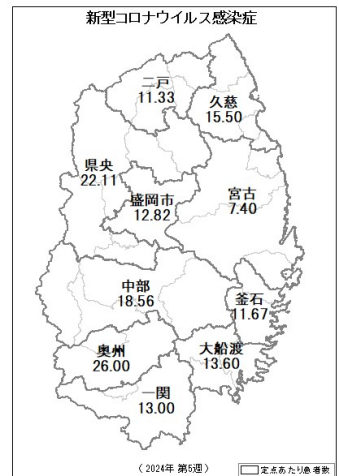 新型コロナウイルス感染症
二戸
11.33
久慈
15.50
県央
22.11
盛岡市
12.82
宮古
7.40
中部
18.56
釜石
11.67
奥州
26.00
大船渡
13.60
一関
13.00
(2024年 第5週)
定点あたり患者数